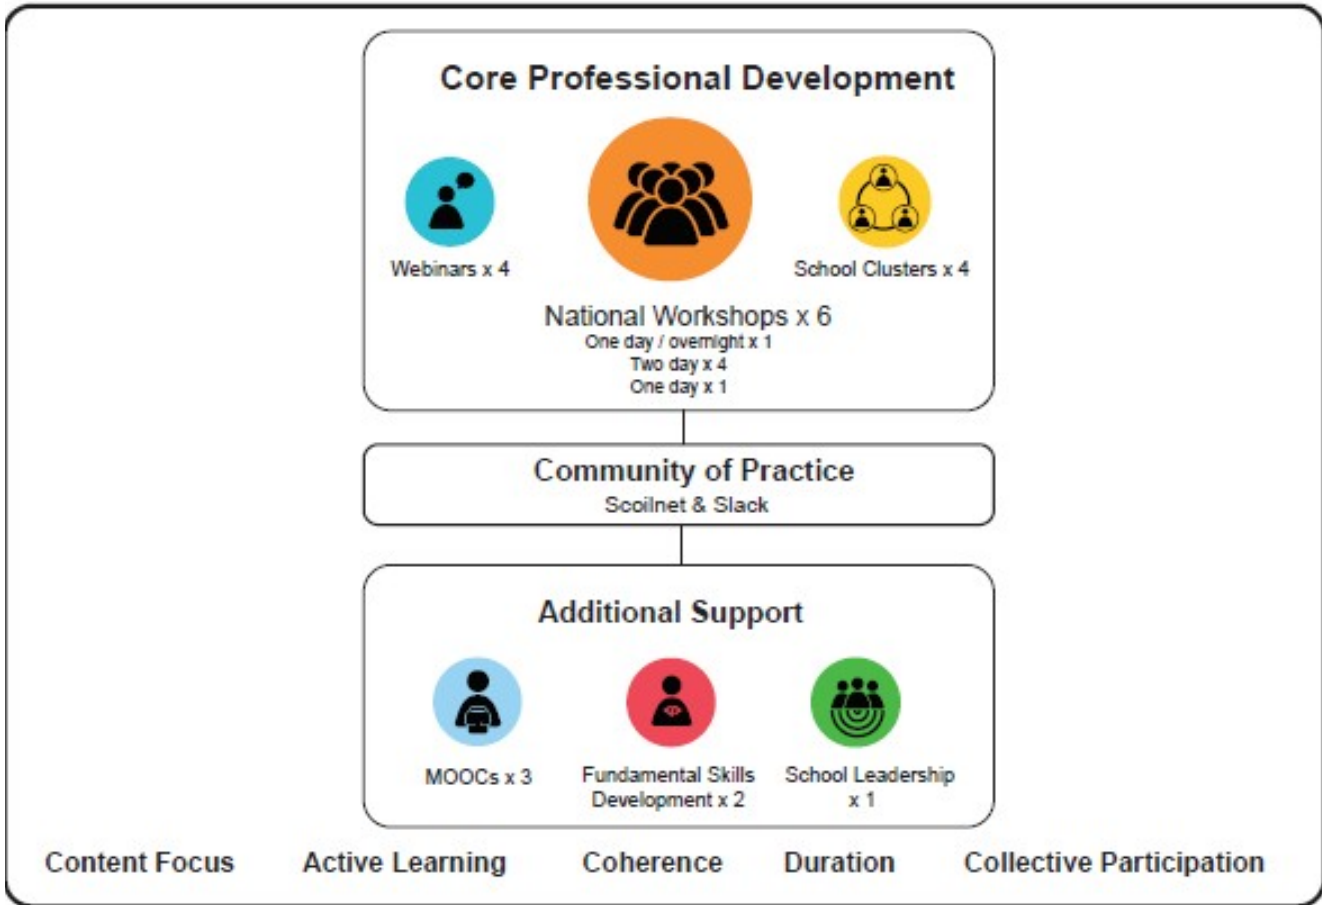 Core Professional Development
Webinars x 4
School Clusters x 4
National Workshops x 6
One day / overnight x 1
Two day x 4
One day x 1
Community of Practice
Scoilnet & Slack
Additional Support
MOOCs x 3
Fundamental Skills
Development x 2
School Leadership
x 1
Content Focus
Active Learning
Coherence
Duration
Collective Participation